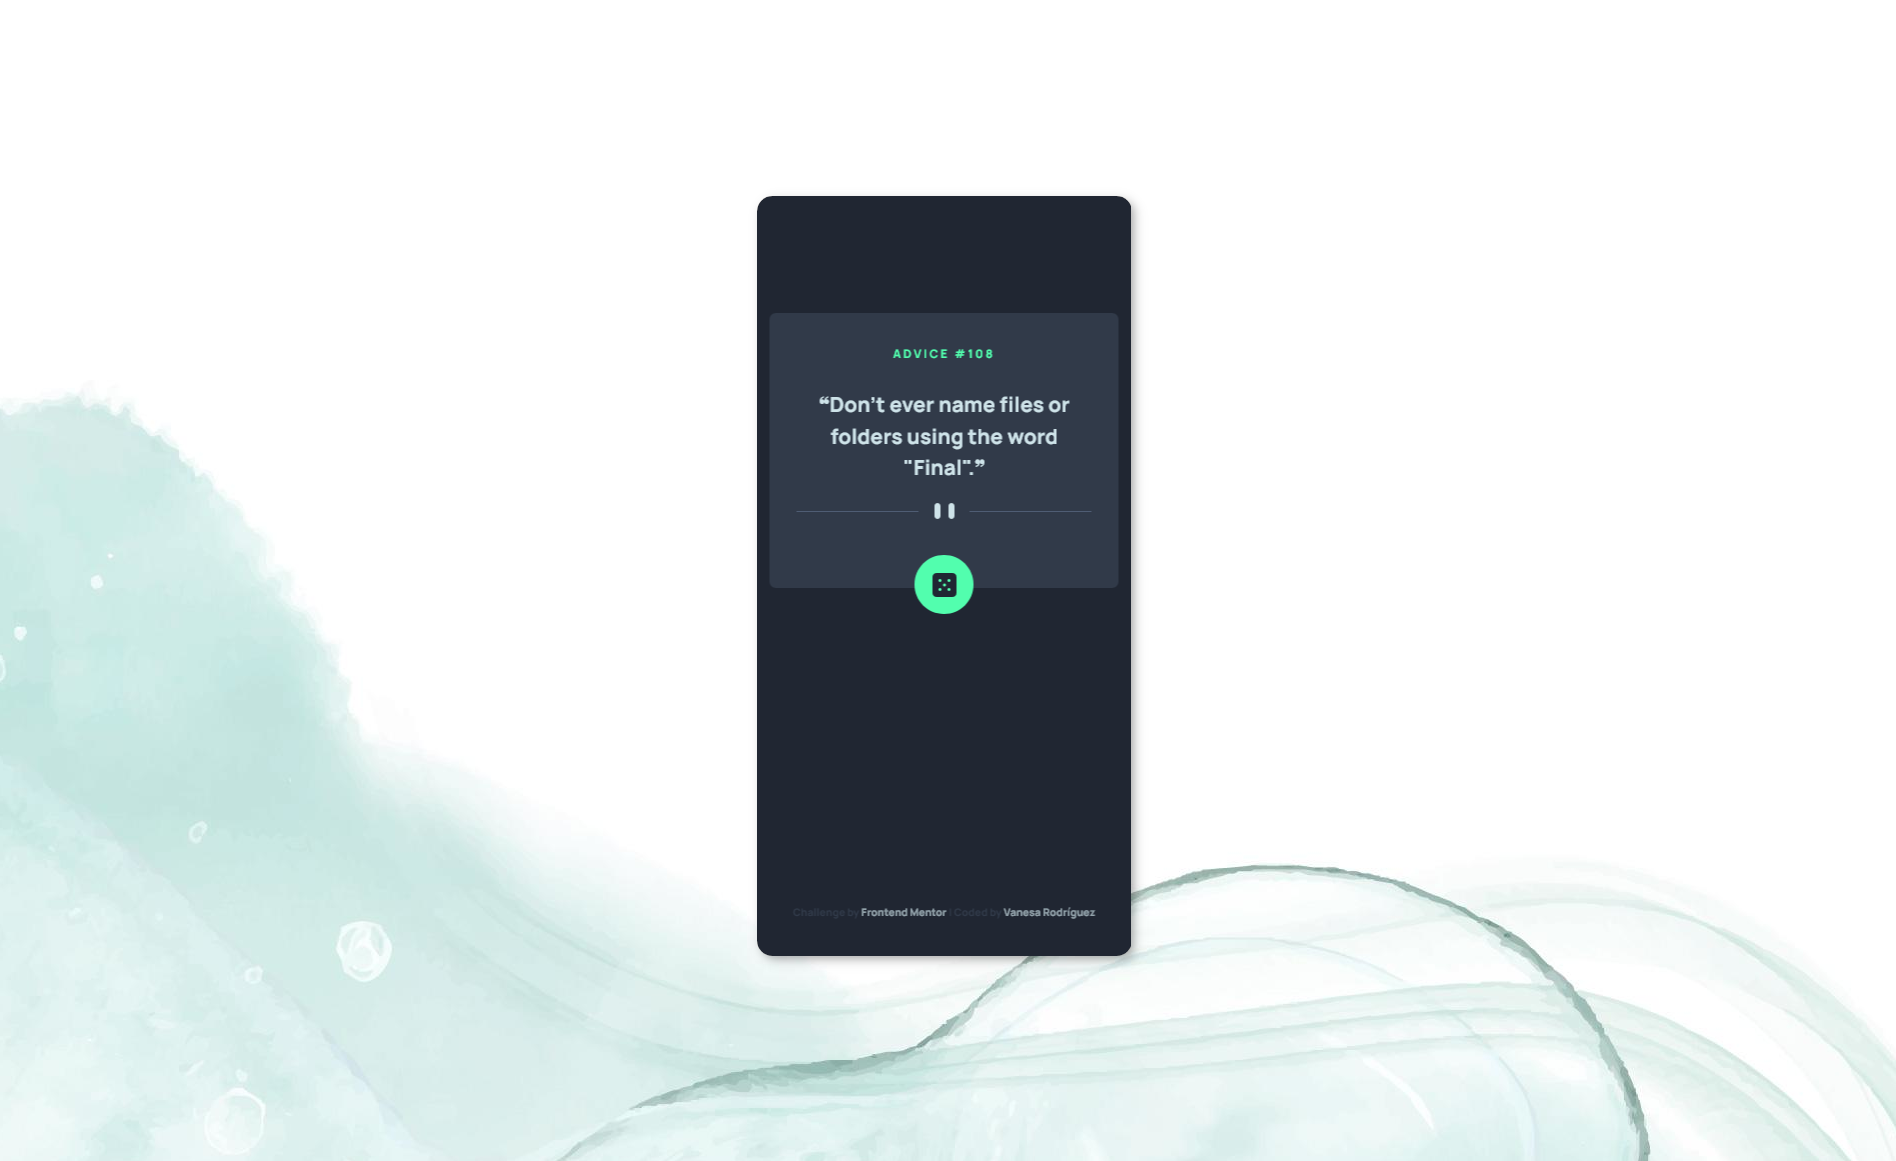 ADVICE #108
❝Don't ever name files or
folders using the word
"Final".❞
Challenge by Frontend Mentor | Coded by Vanesa Rodríguez